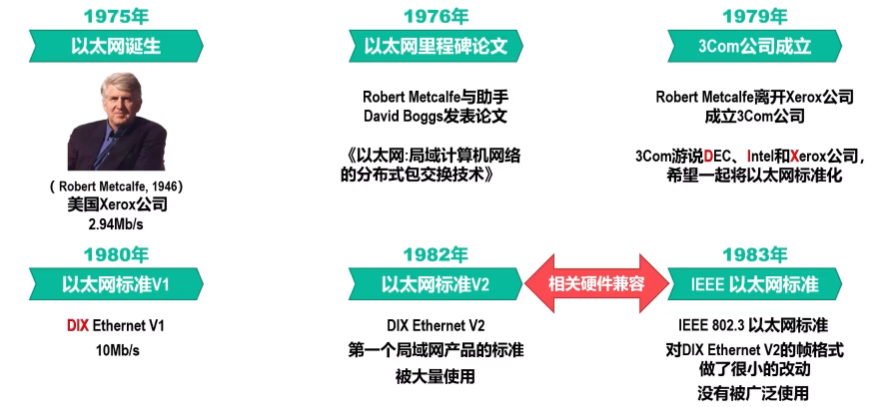 1975年
以太网诞生
（ Robert Metcalfe, 1946)
美国Xerox公司
2.94Mb/s
1976年
以太网里程碑论文
Robert Metcalfe与助手
David Boggs发表论文
《以太网:局域计算机网络
的分布式包交换技术》
1979年
3Com公司成立
Robert Metcalfe离开Xerox公司
成立3Com公司
3Com游说DEC、Intel和Xerox公司，
希望一起将以太网标准化
1980年
以太网标准V1
DIX Ethernet V1
10Mb/s
1982年
以太网标准V2
DIX Ethernet V2
第一个局域网产品的标准
被大量使用
相关硬件兼容
1983年
IEEE 以太网标准
IEEE 802.3 以太网标准
对DIX Ethernet V2的帧格式
做了很小的改动
没有被广泛使用